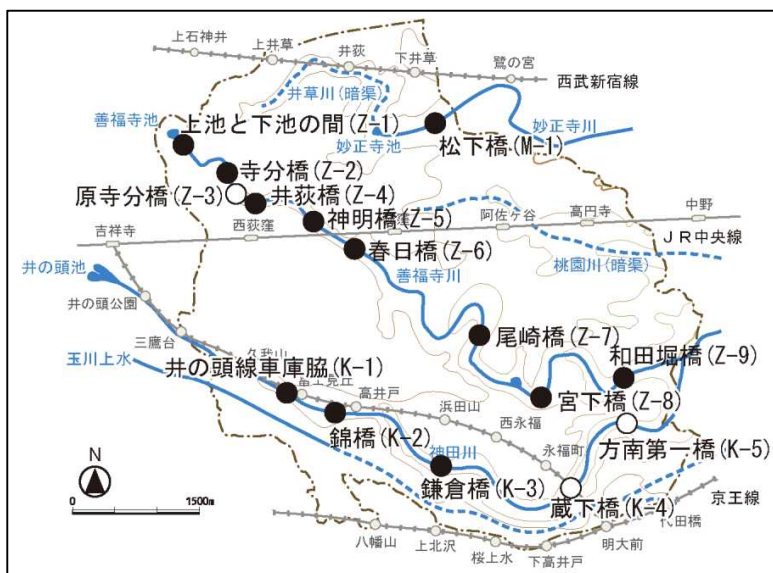 上石神井
上井草
井荻
下井草
鷺の宮
西武新宿線
井草川(暗渠)
善福寺池
上池と下池の間(Z-1)
妙正寺池
松下橋(M-1)
妙正寺川
寺分橋(Z-2)
原寺分橋(Z-3)
井荻橋(Z-4)
神明橋(Z-5)
吉祥寺
西荻窪
窪
阿佐ヶ谷
高円寺
中野
JR中央線
春日橋(Z-6)
善福寺川
桃園川(暗渠)
井の頭池
井の頭公園
三鷹台
尾崎橋(Z-7)
和田堀橋(Z-9)
玉川上水
久我山
井の頭線車庫脇(K-1)
富士見丘
高井戸
浜田山
宮下橋(Z-8)
錦橋(K-2)
西永福
方南第一橋(K-5)
神田川
永福町
鎌倉橋(K-3)
蔵下橋(K-4)
京王線
代田橋
N
0
1500m
八幡山
上北沢
桜上水
下高井戸
明大前